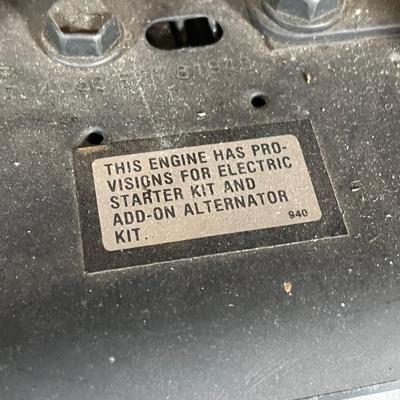 THIS ENGINE HAS PRO-
VISIONS FOR ELECTRIC
STARTER KIT AND
ADD-ON ALTERNATOR
KIT.
940